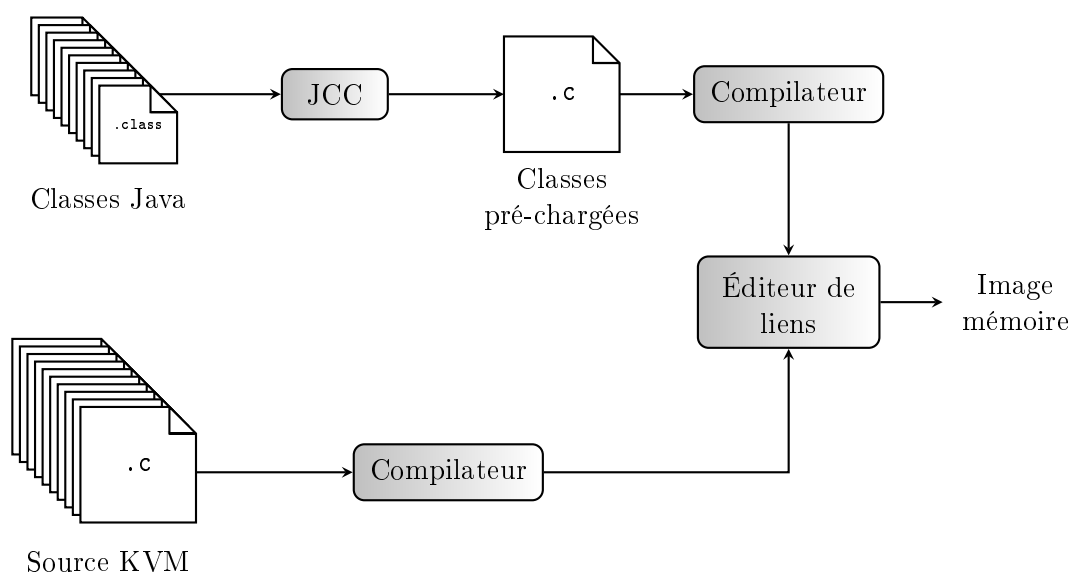 .class
JCC
.c
Compilateur
Classes Java
Classes
pré-chargées
Éditeur de
liens
Image
mémoire
.c
Compilateur
Source KVM